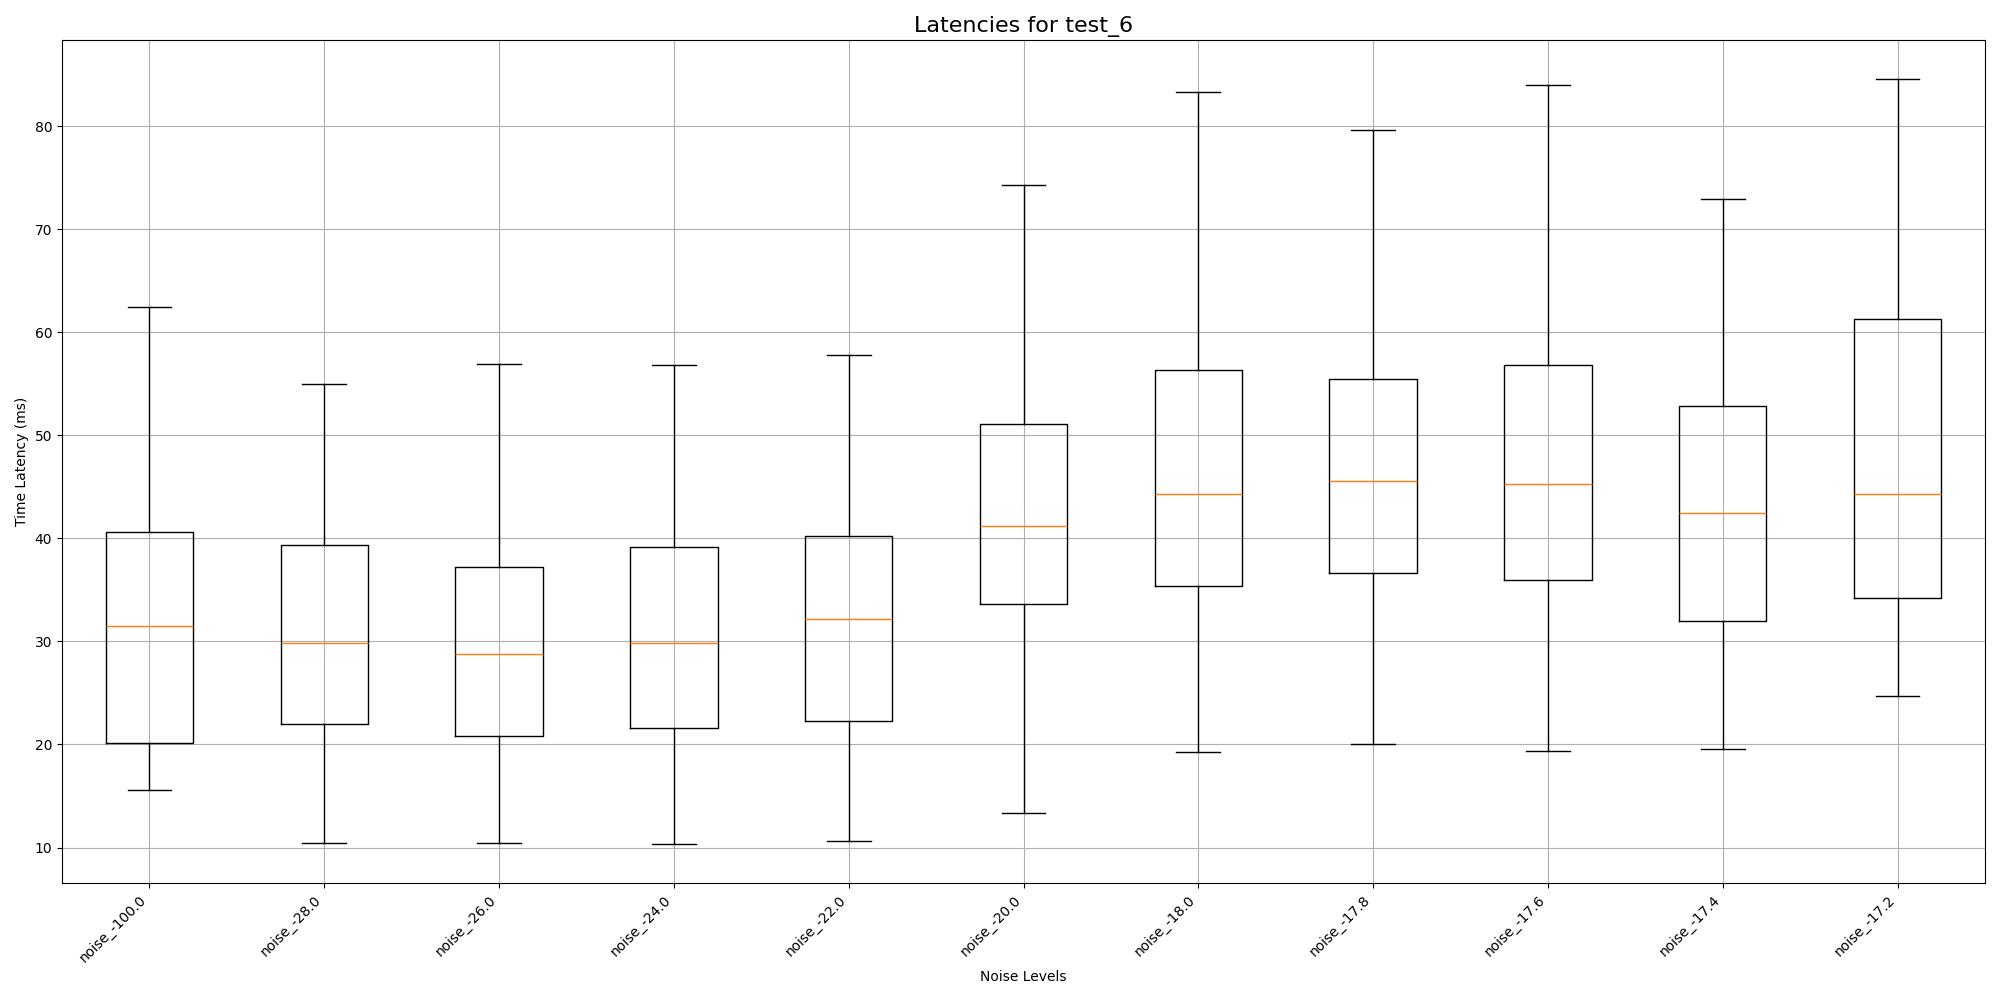 Latencies for test_6
Time Latency (ms)
80
70
60
50
40
30
20
10
noise_-100.0
noise_-28.0
noise_-26.0
noise_-24.0
noise_-22.0
noise_-20.0
noise_-18.0
noise_-17.8
noise_-17.6
noise_-17.4
noise_-17.2
Noise Levels